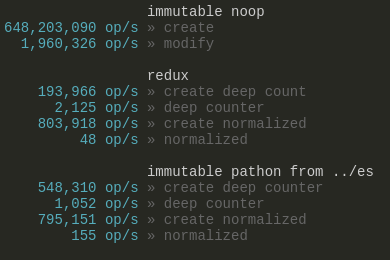 immutable noop
648,203,090 op/s » create
1,960,326 op/s » modify
redux
193,966 op/s » create deep count
2,125 op/s » deep counter
803,918 op/s » create normalized
48 op/s » normalized
immutable pathon from ../es
548,310 op/s » create deep counter
1,052 op/s » deep counter
795,151 op/s » create normalized
155 op/s » normalized